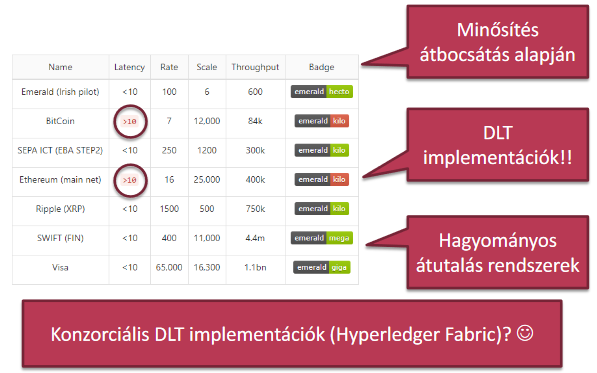 Minősítés
átbocsátás alapján
Name Latency Rate Scale Throughput Badge
Emerald (Irish pilot) <10 100 6 600 emerald hecto
BitCoin >10 7 12,000 84k emerald kilo
SEPA ICT (EBA STEP2) <10 250 1200 300k emerald kilo
Ethereum (main net) >10 16 25,000 400k emerald kilo
Ripple (XRP) <10 1500 500 750k emerald kilo
SWIFT (FIN) <10 400 11,000 4.4m emerald mega
Visa <10 65,000 16,300 1.1bn emerald giga
DLT
implementációk!!
Hagyományos
átutalás rendszerek
Konzorciális DLT implementációk (Hyperledger Fabric)? ☺